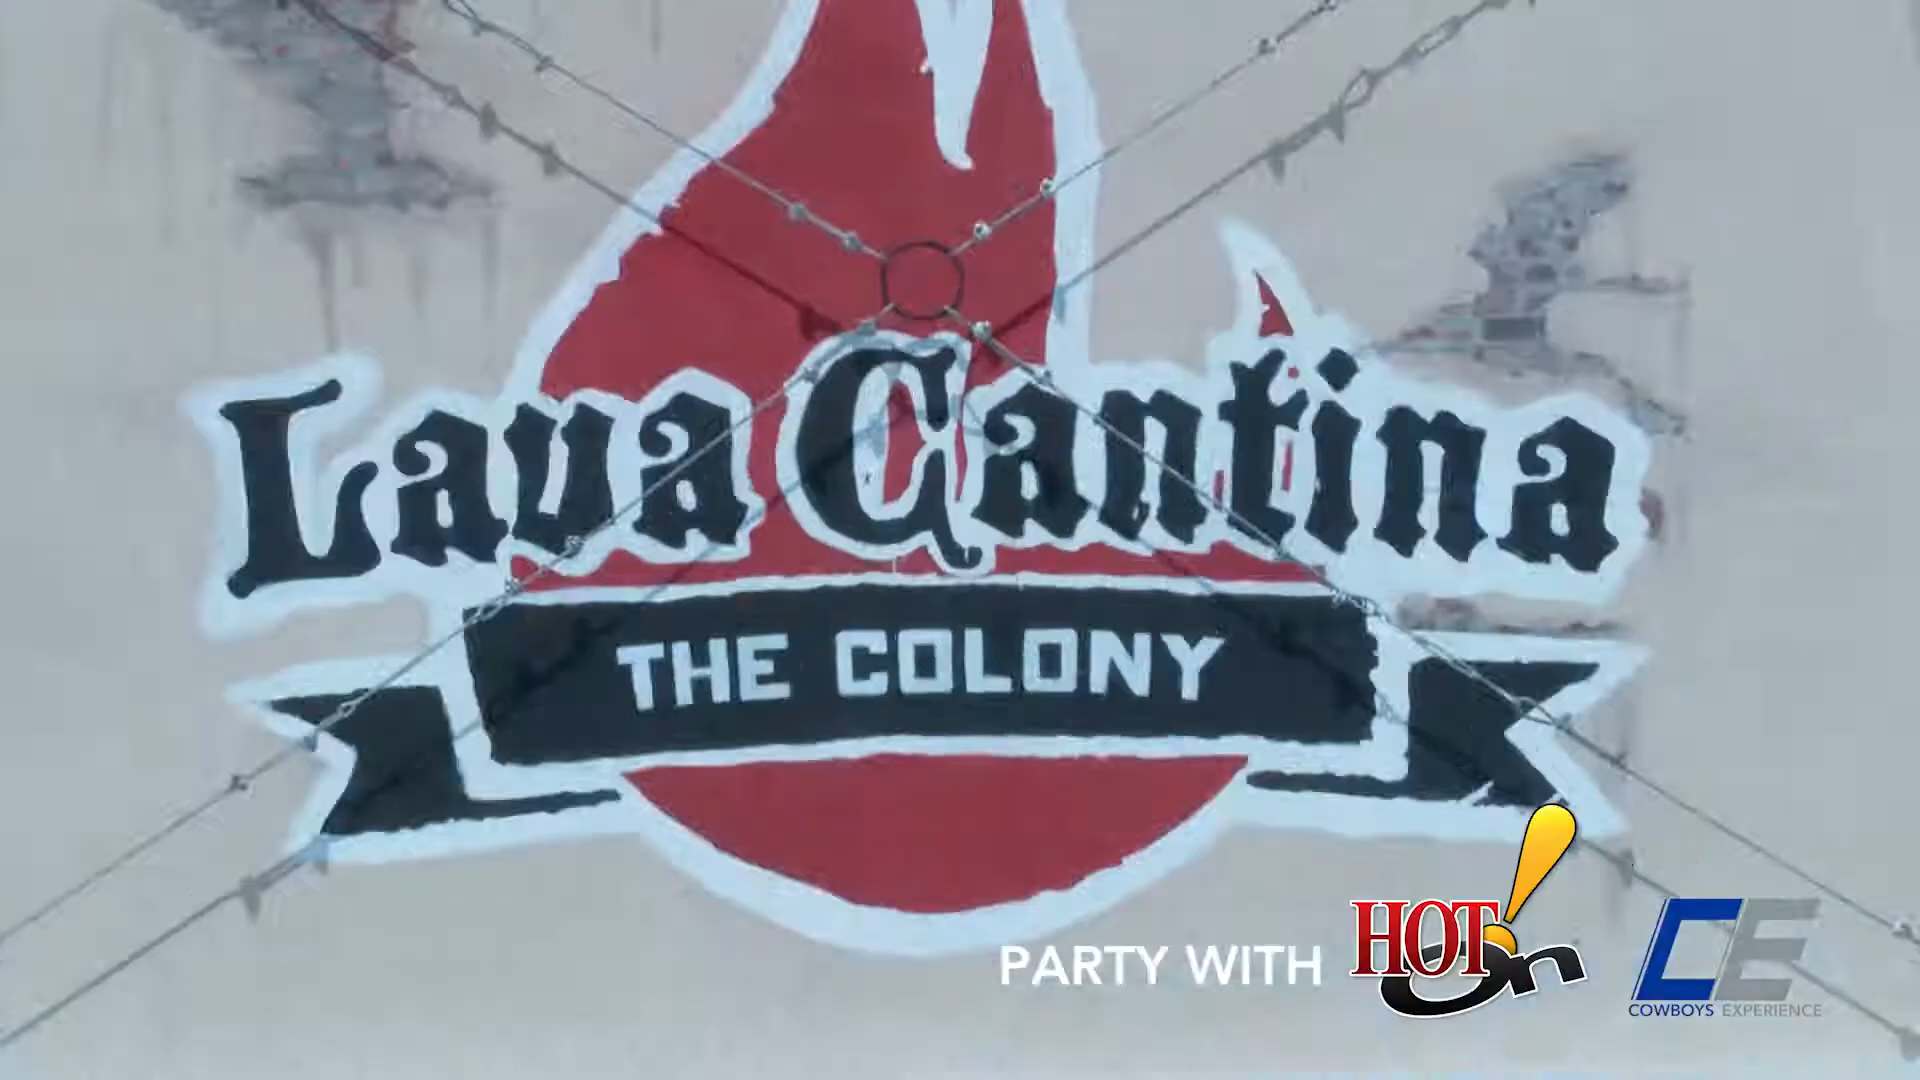 Lava Cantina
THE COLONY
PARTY WITH
HOT On!
CE
COWBOYS EXPERIENCE